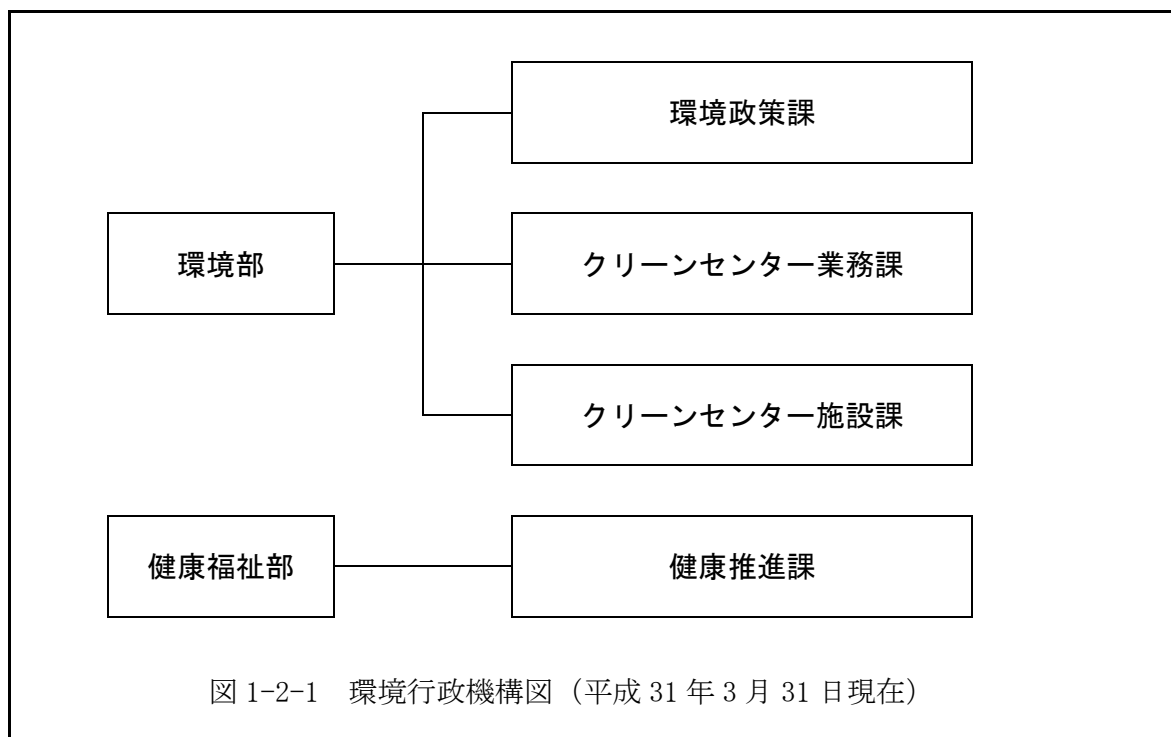 環境政策課
環境部
クリーンセンター業務課
クリーンセンター施設課
健康福祉部
健康推進課
図 1-2-1 環境行政機構図（平成 31 年 3 月 31 日現在）